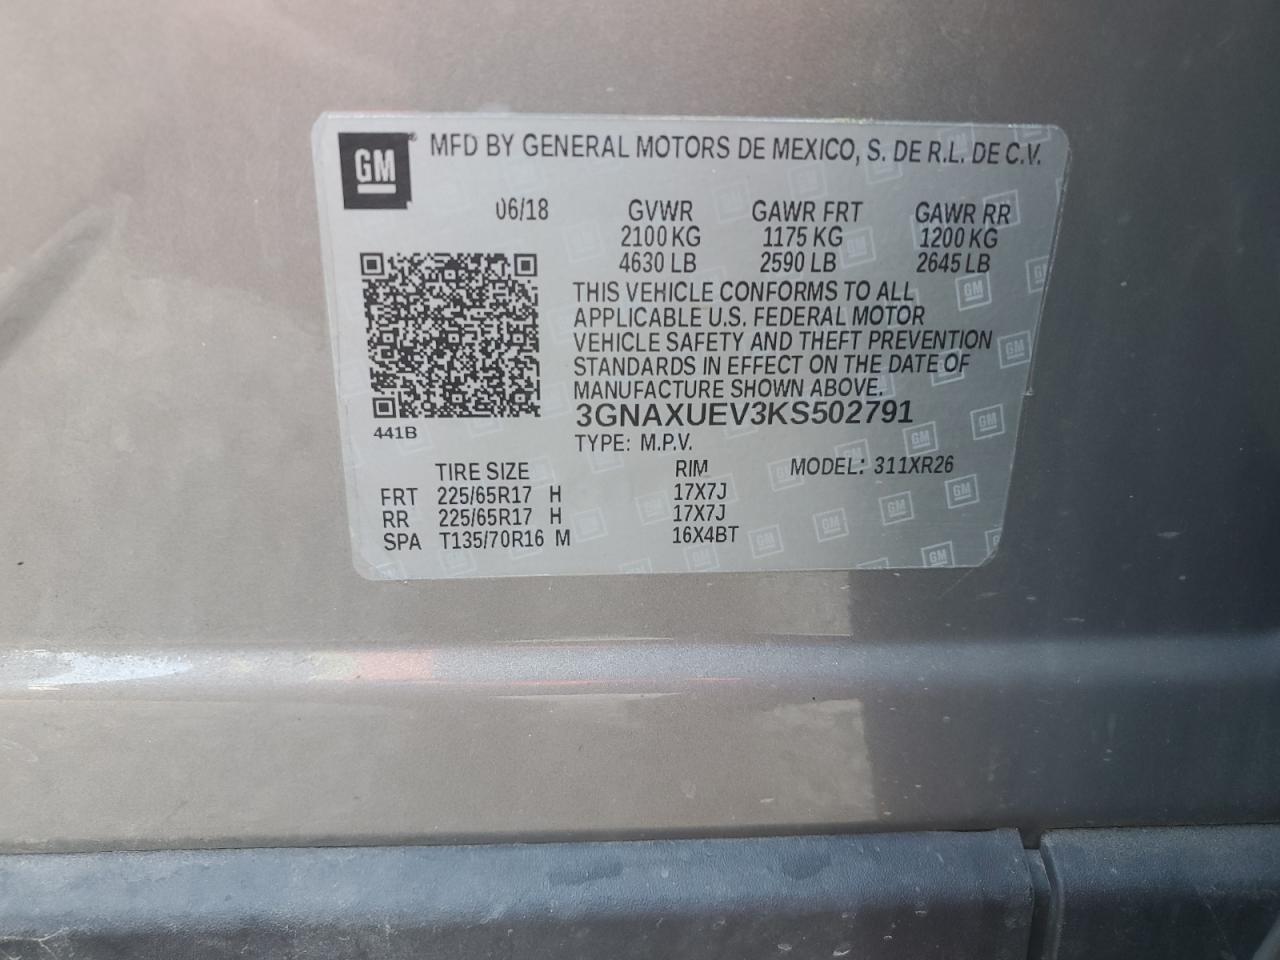 GM
MFD BY GENERAL MOTORS DE MEXICO, S. DE R.L. DE C.V.
06/18 GVWR GAWR FRT GAWR RR
2100 KG 1175 KG 1200 KG
4630 LB 2590 LB 2645 LB
THIS VEHICLE CONFORMS TO ALL
APPLICABLE U.S. FEDERAL MOTOR
VEHICLE SAFETY AND THEFT PREVENTION
STANDARDS IN EFFECT ON THE DATE OF
MANUFACTURE SHOWN ABOVE.
3GNAXUEV3KS502791
441B
TYPE: M.P.V.
TIRE SIZE RIM MODEL: 311XR26
FRT 225/65R17 H 17X7J
RR 225/65R17 H 17X7J
SPA T135/70R16 M 16X4BT